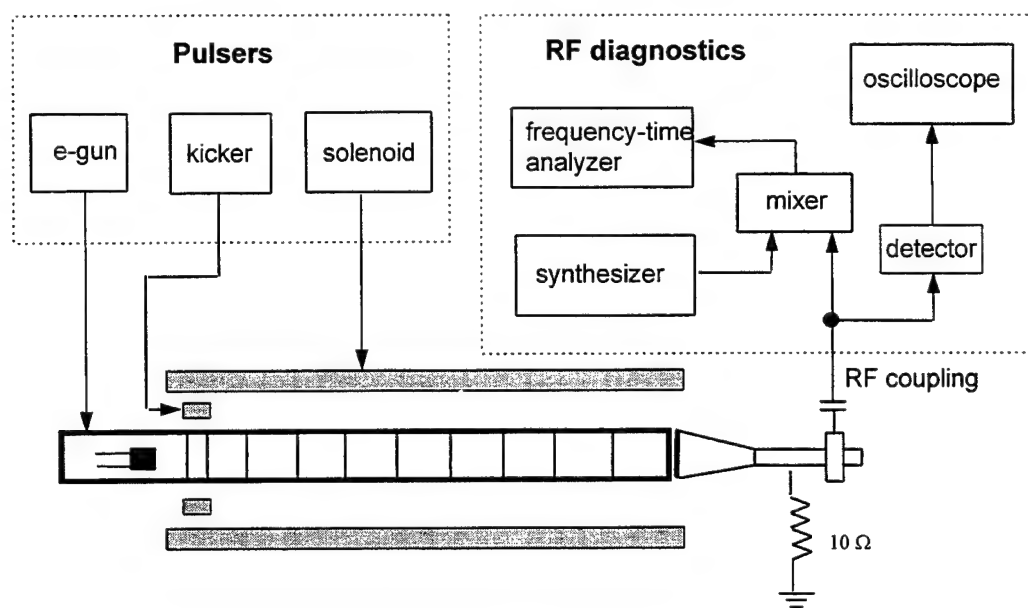 Pulsers
e-gun
kicker
solenoid
RF diagnostics
frequency-time
analyzer
synthesizer
mixer
oscilloscope
detector
RF coupling
10 Ω